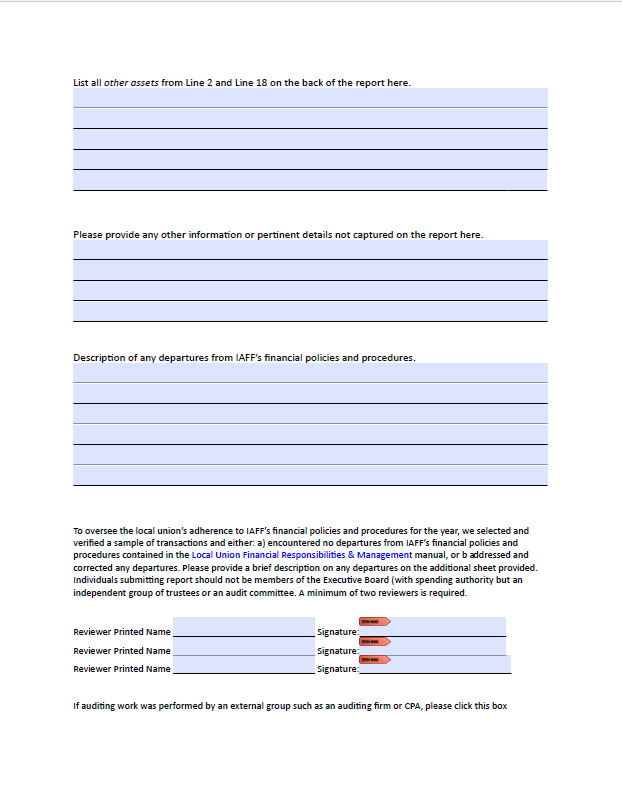 List all other assets from Line 2 and Line 18 on the back of the report here.
Please provide any other information or pertinent details not captured on the report here.
Description of any departures from IAFF's financial policies and procedures.
To oversee the local union's adherence to IAFF's financial policies and procedures for the year, we selected and
verified a sample of transactions and either: a) encountered no departures from IAFF's financial policies and
procedures contained in the Local Union Financial Responsibilities & Management manual, or b addressed and
corrected any departures. Please provide a brief description on any departures on the additional sheet provided.
Individuals submitting report should not be members of the Executive Board (with spending authority but an
independent group of trustees or an audit committee. A minimum of two reviewers is required.
Reviewer Printed Name Signature:
Reviewer Printed Name Signature:
Reviewer Printed Name Signature:
If auditing work was performed by an external group such as an auditing firm or CPA, please click this box